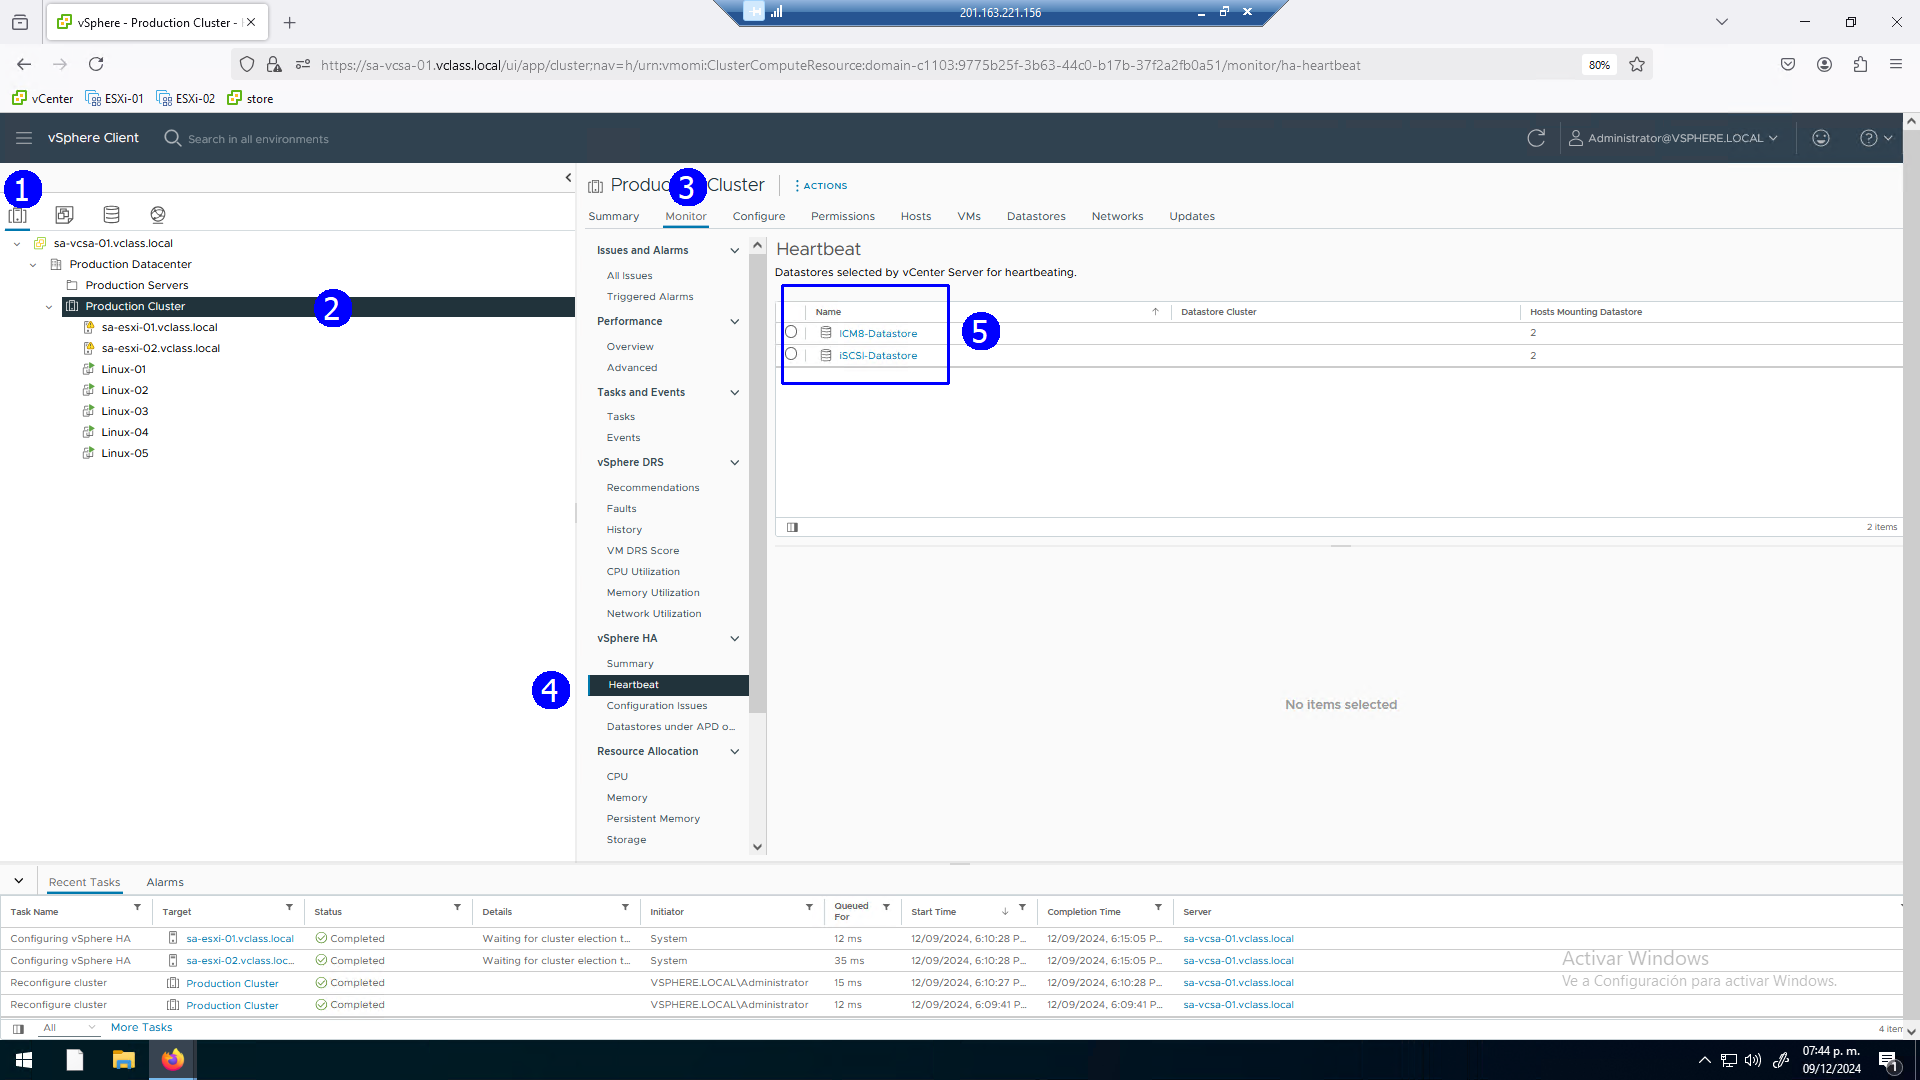 vSphere - Production Cluster -
201.163.221.156
https://sa-vcsa-01.vclass.local/ui/app/cluster;nav=h/urn:vmomi:ClusterComputeResource:domain-c1103:9775b25f-3b63-44c0-b17b-37f2a2fb0a51/monitor/ha-heartbeat
80%
vCenter
ESXi-01
ESXi-02
store
vSphere Client
Search in all environments
Administrator@VSPHERE.LOCAL
1
sa-vcsa-01.vclass.local
Production Datacenter
Production Servers
Production Cluster
2
sa-esxi-01.vclass.local
sa-esxi-02.vclass.local
Linux-01
Linux-02
Linux-03
Linux-04
Linux-05
Produc 3 Cluster
ACTIONS
Summary
Monitor
Configure
Permissions
Hosts
VMs
Datastores
Networks
Updates
Issues and Alarms
All Issues
Triggered Alarms
Performance
Overview
Advanced
Tasks and Events
Tasks
Events
vSphere DRS
Recommendations
Faults
History
VM DRS Score
CPU Utilization
Memory Utilization
Network Utilization
vSphere HA
Summary
4
Heartbeat
Configuration Issues
Datastores under APD o...
Resource Allocation
CPU
Memory
Persistent Memory
Storage
Heartbeat
Datastores selected by vCenter Server for heartbeating.
Name
Datastore Cluster
Hosts Mounting Datastore
ICM8-Datastore
2
5
iSCSi-Datastore
2
2 items
No items selected
Recent Tasks
Alarms
Task Name
Target
Status
Details
Initiator
Queued For
Start Time
Completion Time
Server
Configuring vSphere HA sa-esxi-01.vclass.local Completed Waiting for cluster election t... System 12 ms 12/09/2024, 6:10:28 P... 12/09/2024, 6:15:05 P... sa-vcsa-01.vclass.local
Configuring vSphere HA sa-esxi-02.vclass.loc... Completed Waiting for cluster election t... System 35 ms 12/09/2024, 6:10:28 P... 12/09/2024, 6:15:05 P... sa-vcsa-01.vclass.local
Reconfigure cluster Production Cluster Completed VSPHERE.LOCAL\Administrator 15 ms 12/09/2024, 6:10:27 P... 12/09/2024, 6:10:28 P... sa-vcsa-01.vclass.local
Reconfigure cluster Production Cluster Completed VSPHERE.LOCAL\Administrator 12 ms 12/09/2024, 6:09:41 P... 12/09/2024, 6:09:41 P... sa-vcsa-01.vclass.local
Activar Windows
Ve a Configuración para activar Windows.
All
More Tasks
4 item
07:44 p. m.
09/12/2024
1